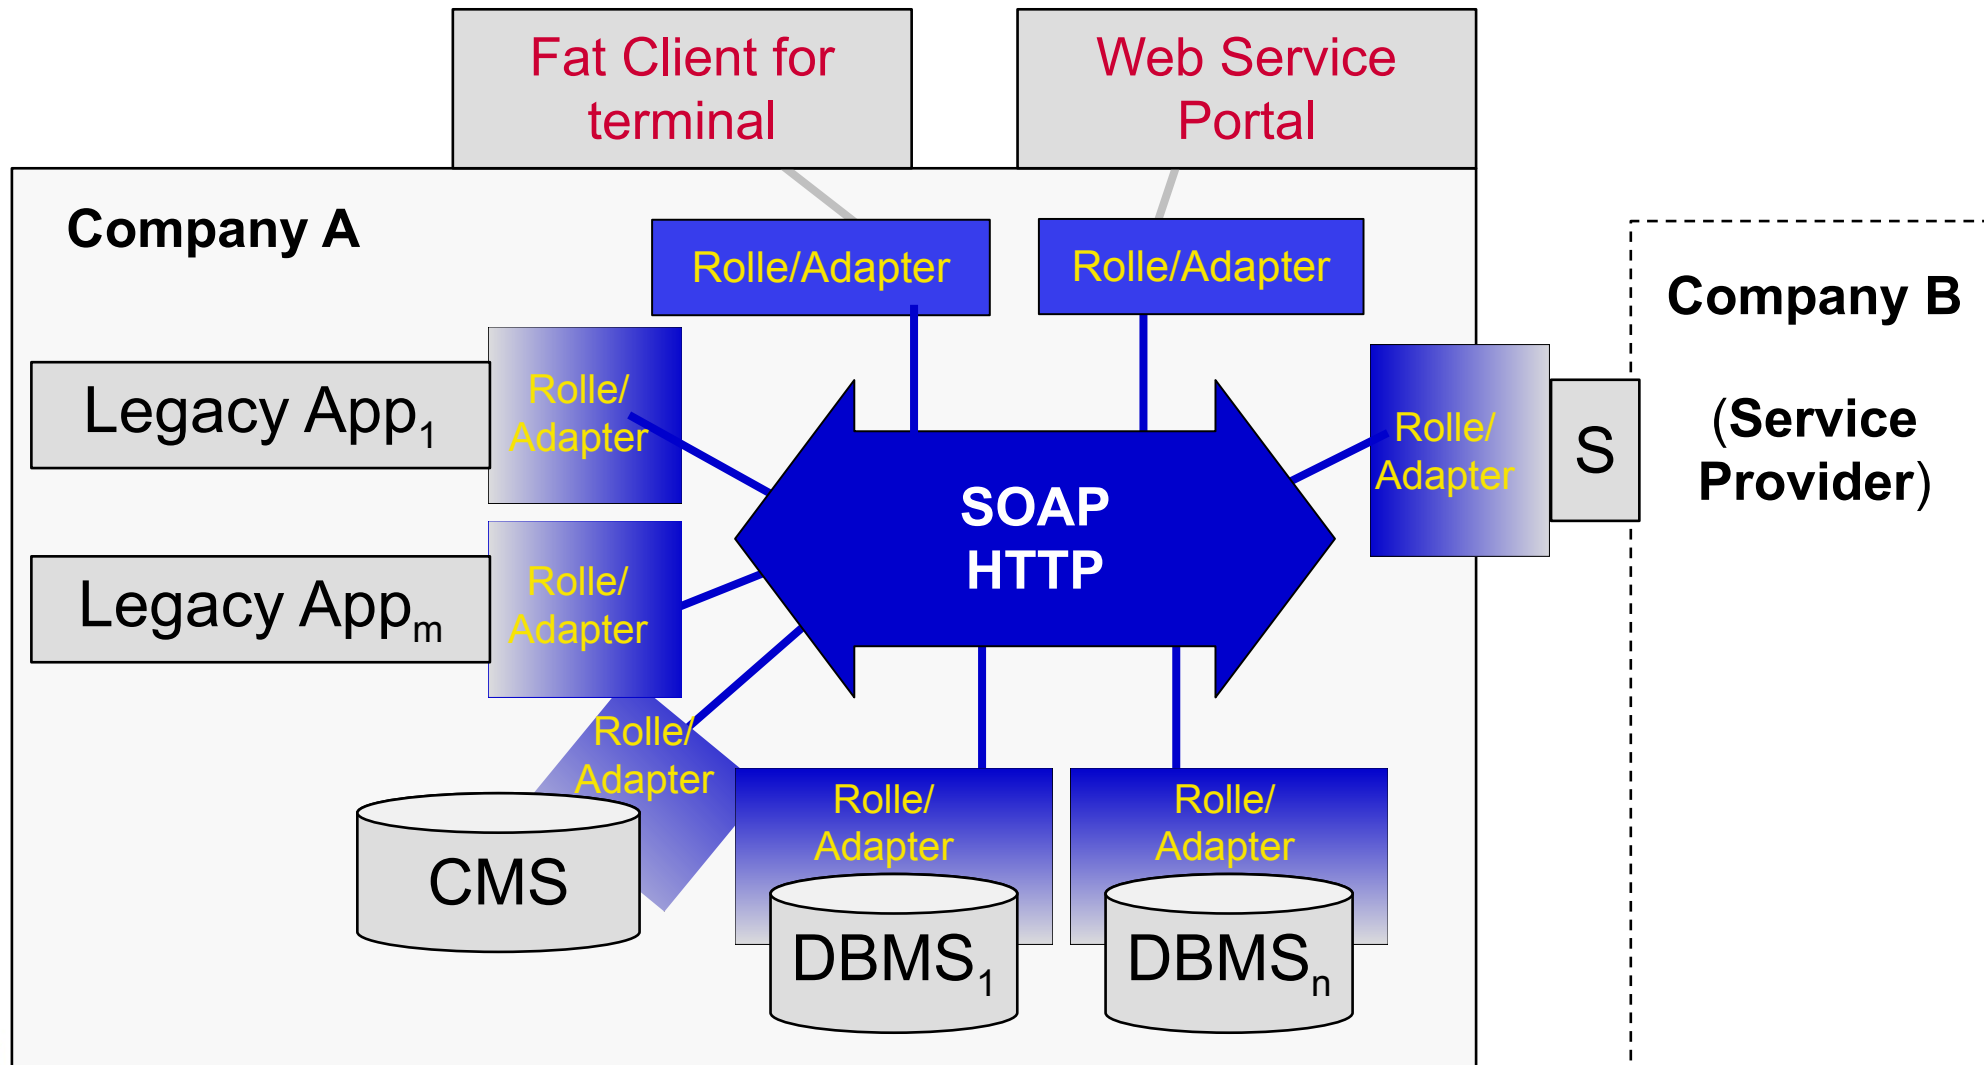 Fat Client for
terminal
Web Service
Portal
Company A
Rolle/Adapter
Rolle/Adapter
Company B
(Service
Provider)
Legacy App1
Rolle/
Adapter
Rolle/
Adapter
S
SOAP
HTTP
Legacy Appm
Rolle/
Adapter
Rolle/
Adapter
CMS
Rolle/
Adapter
DBMS1
Rolle/
Adapter
DBMSn